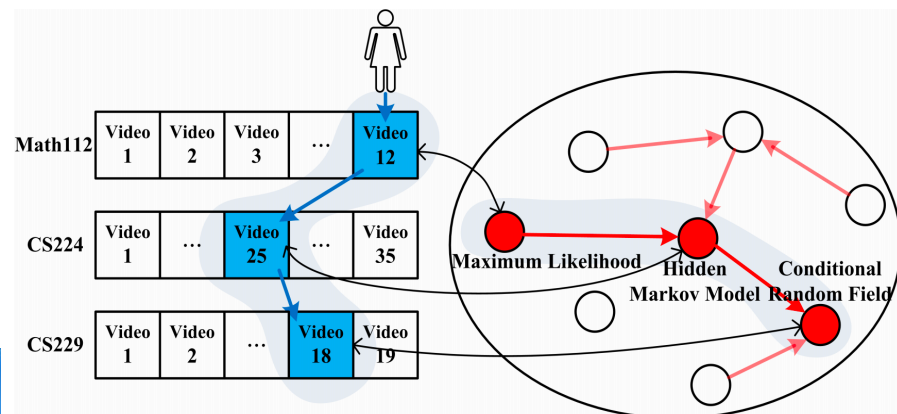 Math112
Video 1
Video 2
Video 3
...
Video 12
CS224
Video 1
...
Video 25
...
Video 35
CS229
Video 1
Video 2
...
Video 18
Video 19
Maximum Likelihood
Hidden
Markov Model
Conditional
Random Field